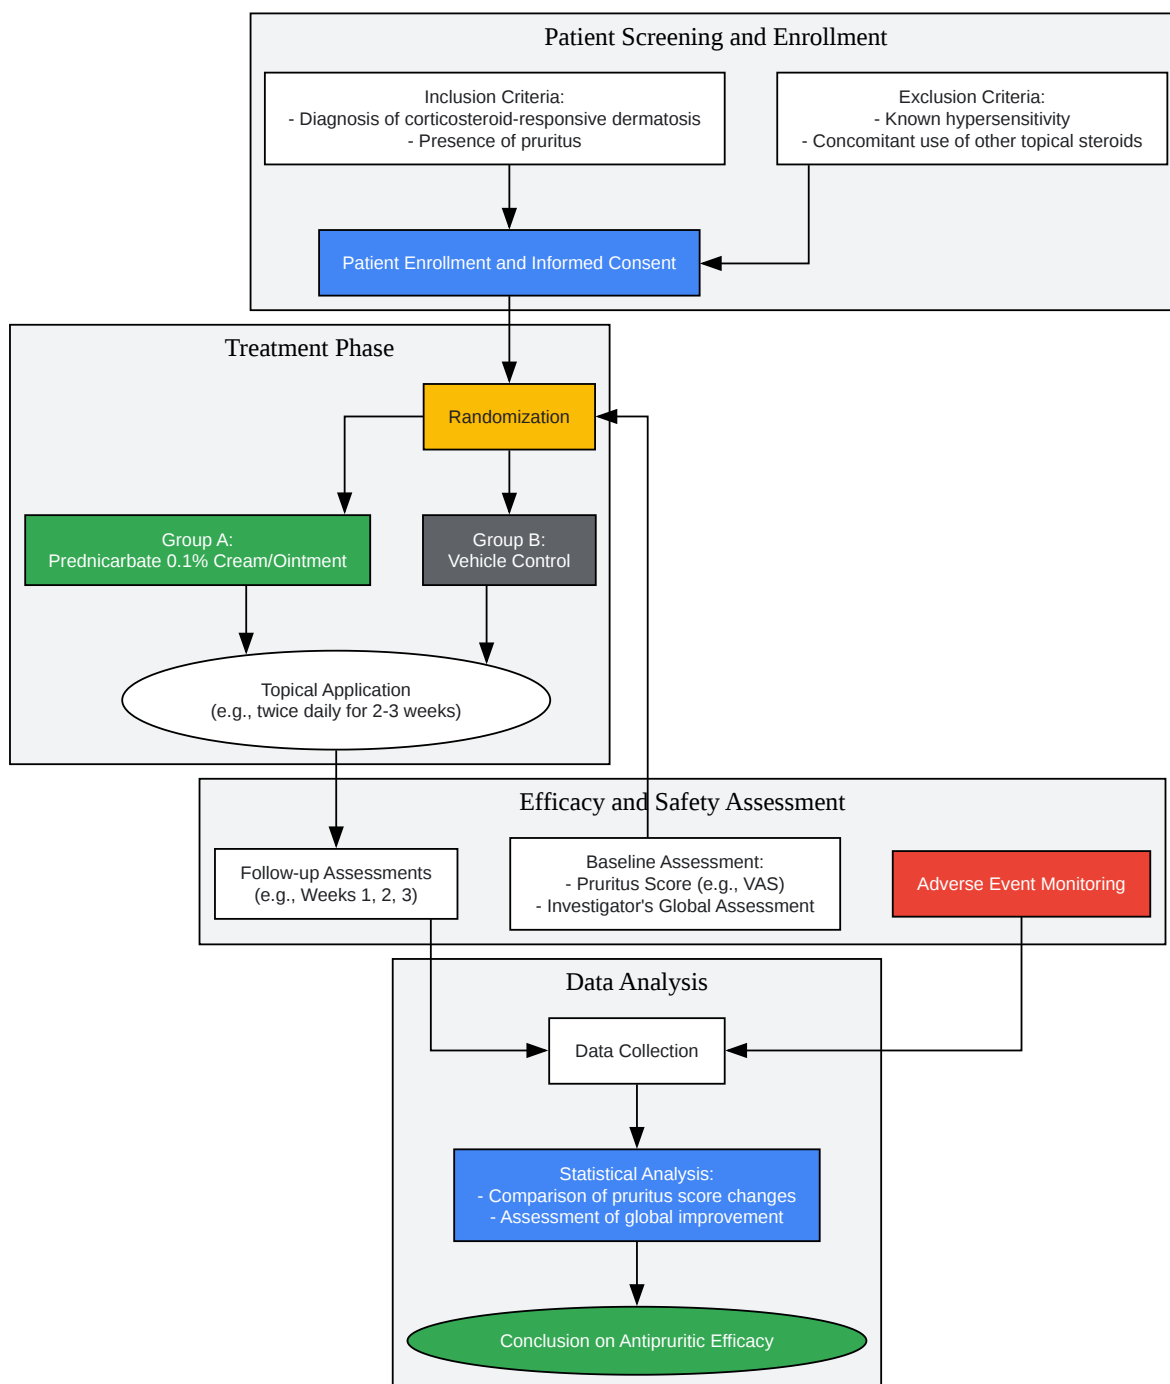 Patient Screening and Enrollment
Inclusion Criteria:
- Diagnosis of corticosteroid-responsive dermatosis
- Presence of pruritus
Exclusion Criteria:
- Known hypersensitivity
- Concomitant use of other topical steroids
Patient Enrollment and Informed Consent
Treatment Phase
Randomization
Group A:
Prednicarbate 0.1% Cream/Ointment
Group B:
Vehicle Control
Topical Application
(e.g., twice daily for 2-3 weeks)
Efficacy and Safety Assessment
Follow-up Assessments
(e.g., Weeks 1, 2, 3)
Baseline Assessment:
- Pruritus Score (e.g., VAS)
- Investigator's Global Assessment
Adverse Event Monitoring
Data Analysis
Data Collection
Statistical Analysis:
- Comparison of pruritus score changes
- Assessment of global improvement
Conclusion on Antipruritic Efficacy